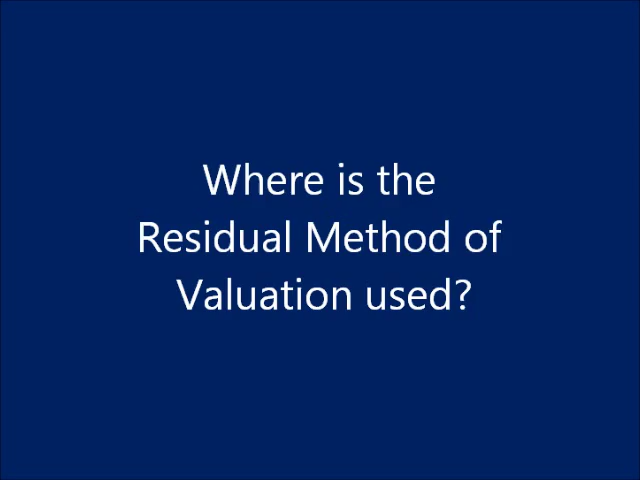 Where is the
Residual Method of
Valuation used?